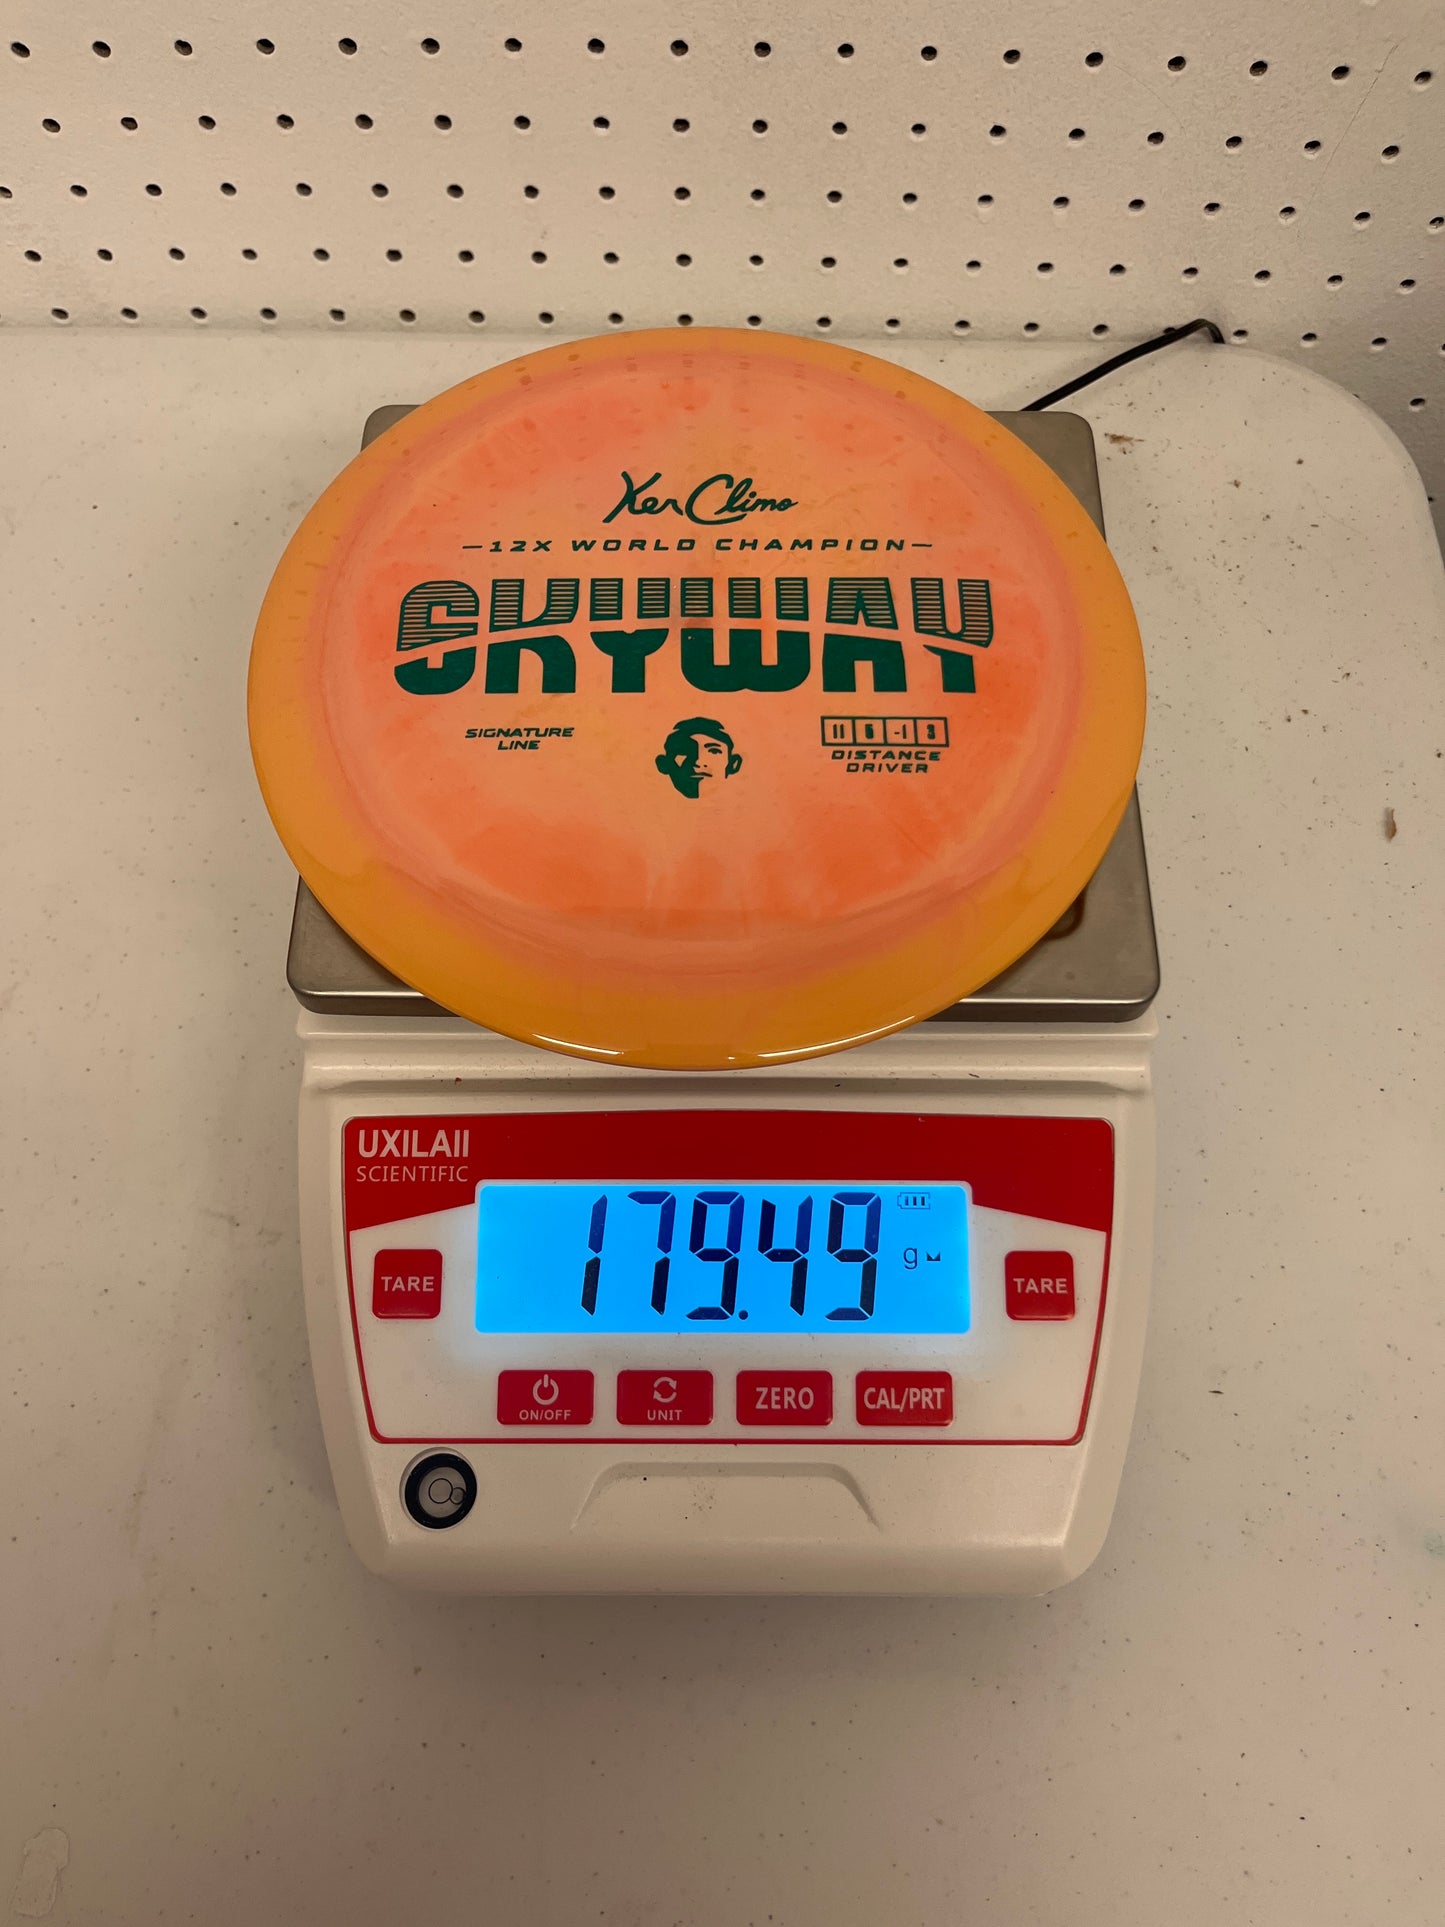 Ken Climo
—12X WORLD CHAMPION—
SKYWAY
SIGNATURE
LINE
11 5 -1 3
DISTANCE
DRIVER
UXILAII
SCIENTIFIC
179.49
g
TARE
TARE
ON/OFF
UNIT
ZERO
CAL/PRT